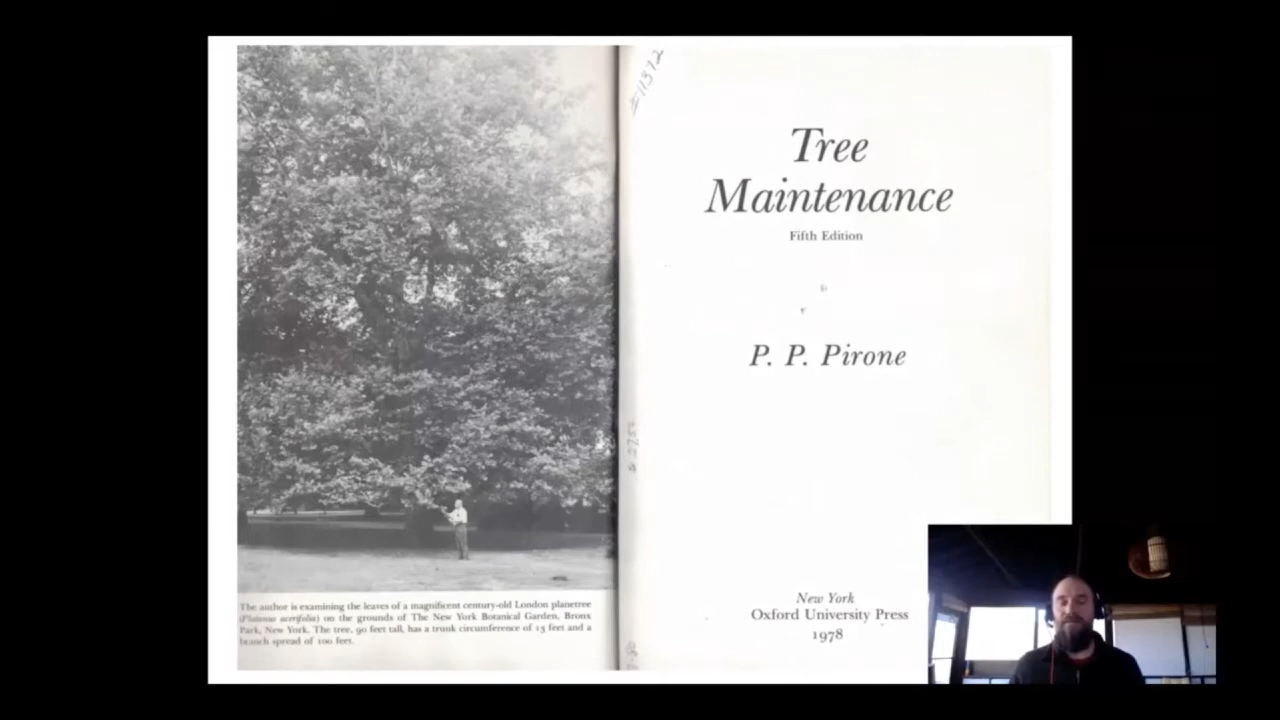 The author is examining the leaves of a magnificent century-old London planetree
(Platanus acerifolia) on the grounds of The New York Botanical Garden, Bronx
Park, New York. The tree, 90 feet tall, has a trunk circumference of 15 feet and a
branch spread of 100 feet.
Tree
Maintenance
Fifth Edition
P. P. Pirone
New York
Oxford University Press
1978